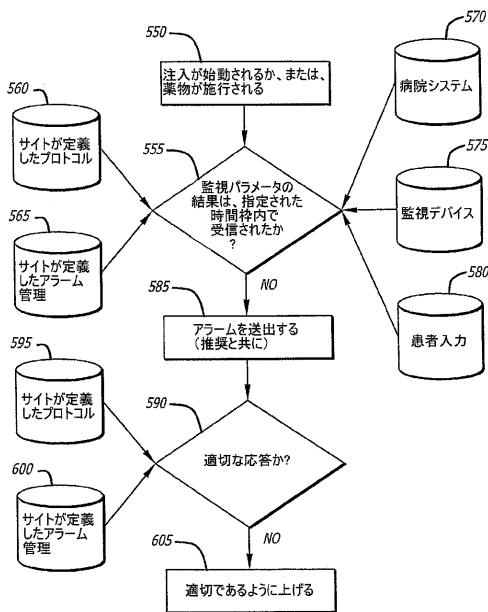 550
注入が始動されるか、または、
薬物が施行される
570
病院システム
560
サイトが定義
したプロトコル
555
監視パラメータの
結果は、指定された
時間枠内で
受信されたか
?
575
監視デバイス
565
サイトが定義
したアラーム
管理
580
患者入力
NO
585
アラームを送出する
(推奨と共に)
595
サイトが定義
したプロトコル
590
適切な応答か?
600
サイトが定義
したアラーム
管理
NO
605
適切であるように上げる